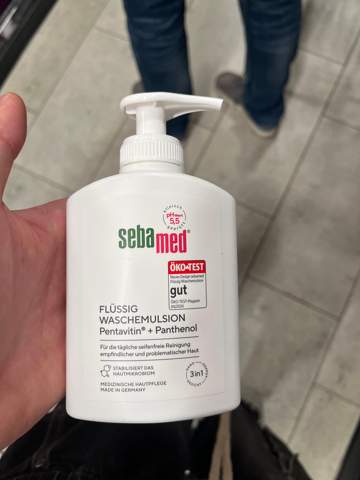 pH-Wert
5,5
sebamed®
ÖKO-TEST
gut
FLÜSSIG
WASCHEMULSION
Pentavitin® + Panthenol
Für die tägliche seifenfreie Reinigung
empfindlicher und problematischer Haut
STABILISIERT DAS
HAUTMIKROBIOM
MEDIZINISCHE HAUTPFLEGE
MADE IN GERMANY
3in1